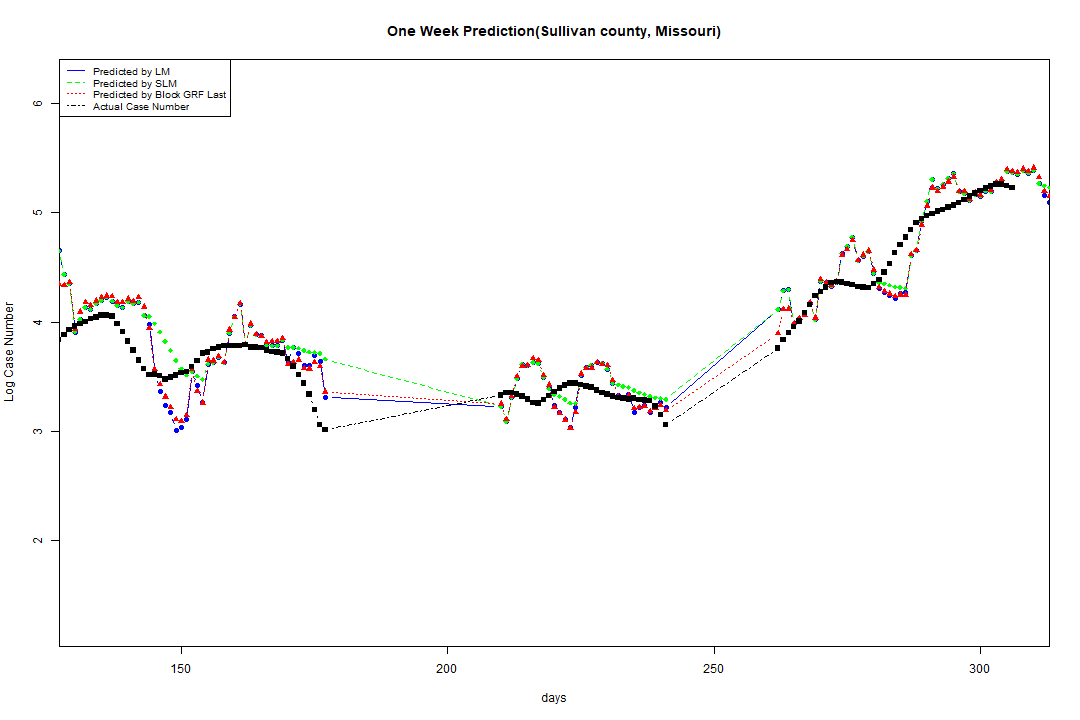 One Week Prediction(Sullivan county, Missouri)
Predicted by LM
Predicted by SLM
Predicted by Block GRF Last
Actual Case Number
6
5
4
3
2
Log Case Number
150
200
250
300
days